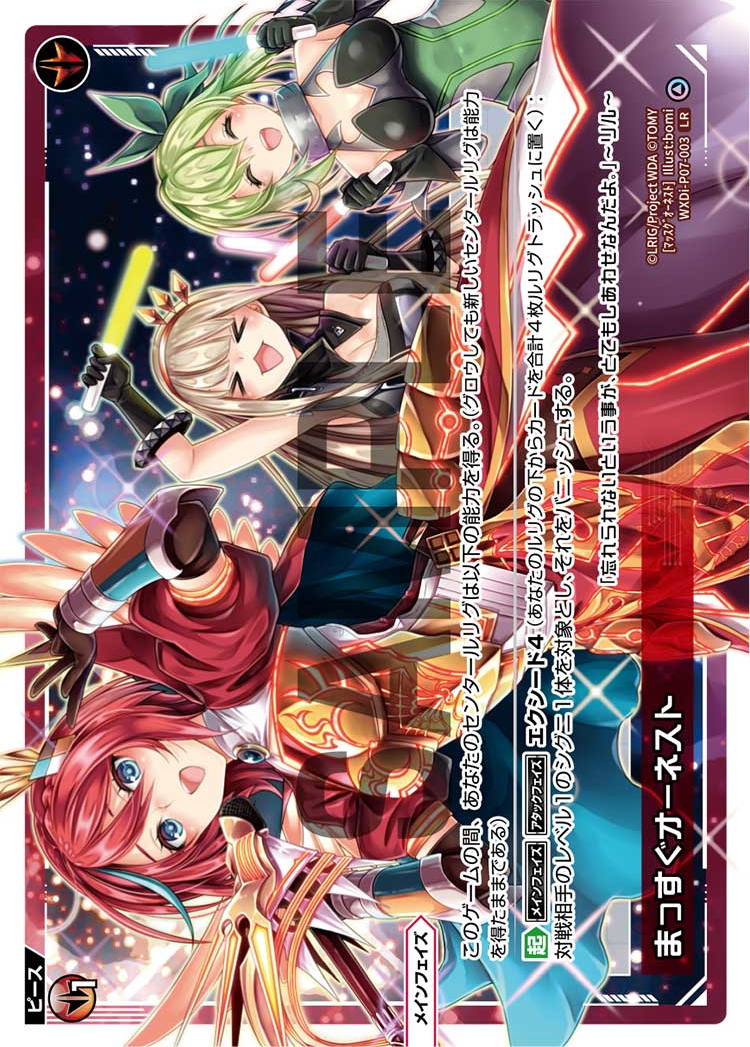 ピース
1
メインフェイズ
SAMPLE
このゲームの間、あなたのセンタールリグは以下の能力を得る。(グロウしても新しいセンタールリグは能力
を得たままである)
起 メインフェイズ アタックフェイズ エクシード4(あなたのルリグの下からカードを合計4枚ルリグトラッシュに置く):
対戦相手のレベル1のシグニ1体を対象とし、それをバニッシュする。
「忘れられないという事が、とてもしあわせなんだよ。」~リル~
まっすぐオーネスト
©LRIG/Project WDA ©TOMY
[マッスグオーネスト] Illust:bomi
WXDi-P07-003 LR